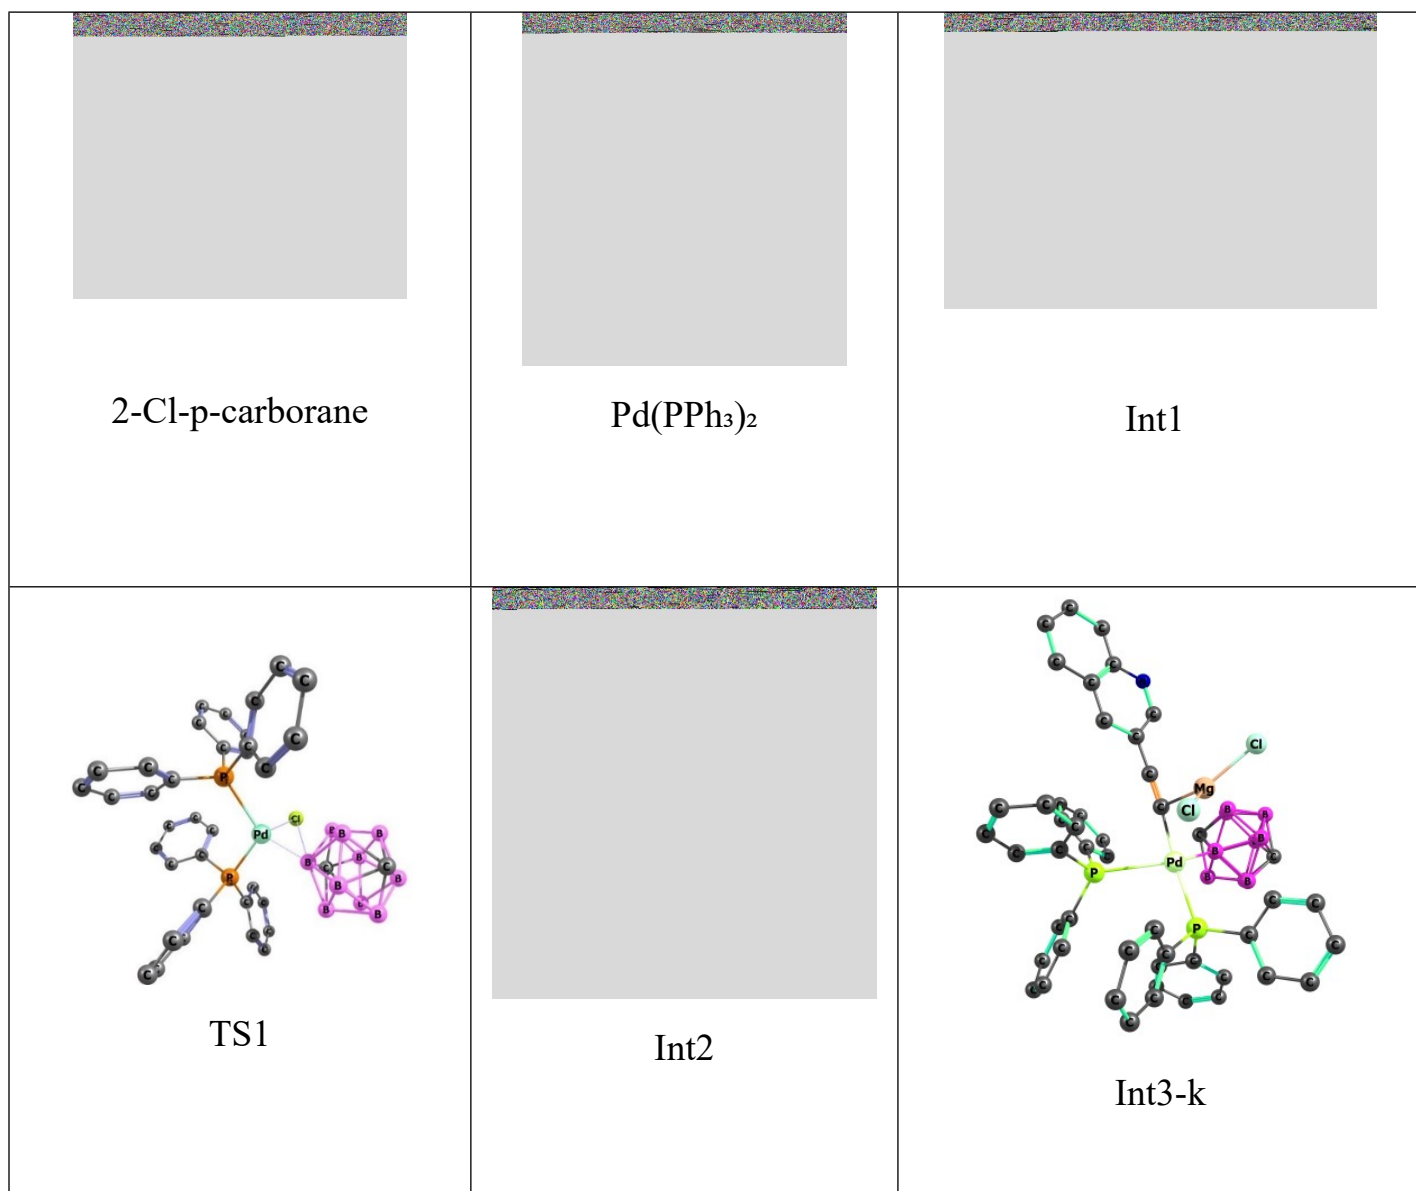 2-Cl-p-carborane
Pd(PPh₃)₂
Int1
TS1
Int2
Int3-k